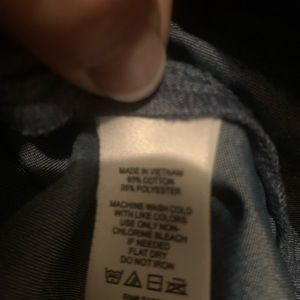 MADE IN VIETNAM
65% COTTON
35% POLYESTER
MACHINE WASH COLD
WITH LIKE COLORS
USE ONLY NON-
CHLORINE BLEACH
IF NEEDED
FLAT DRY
DO NOT IRON